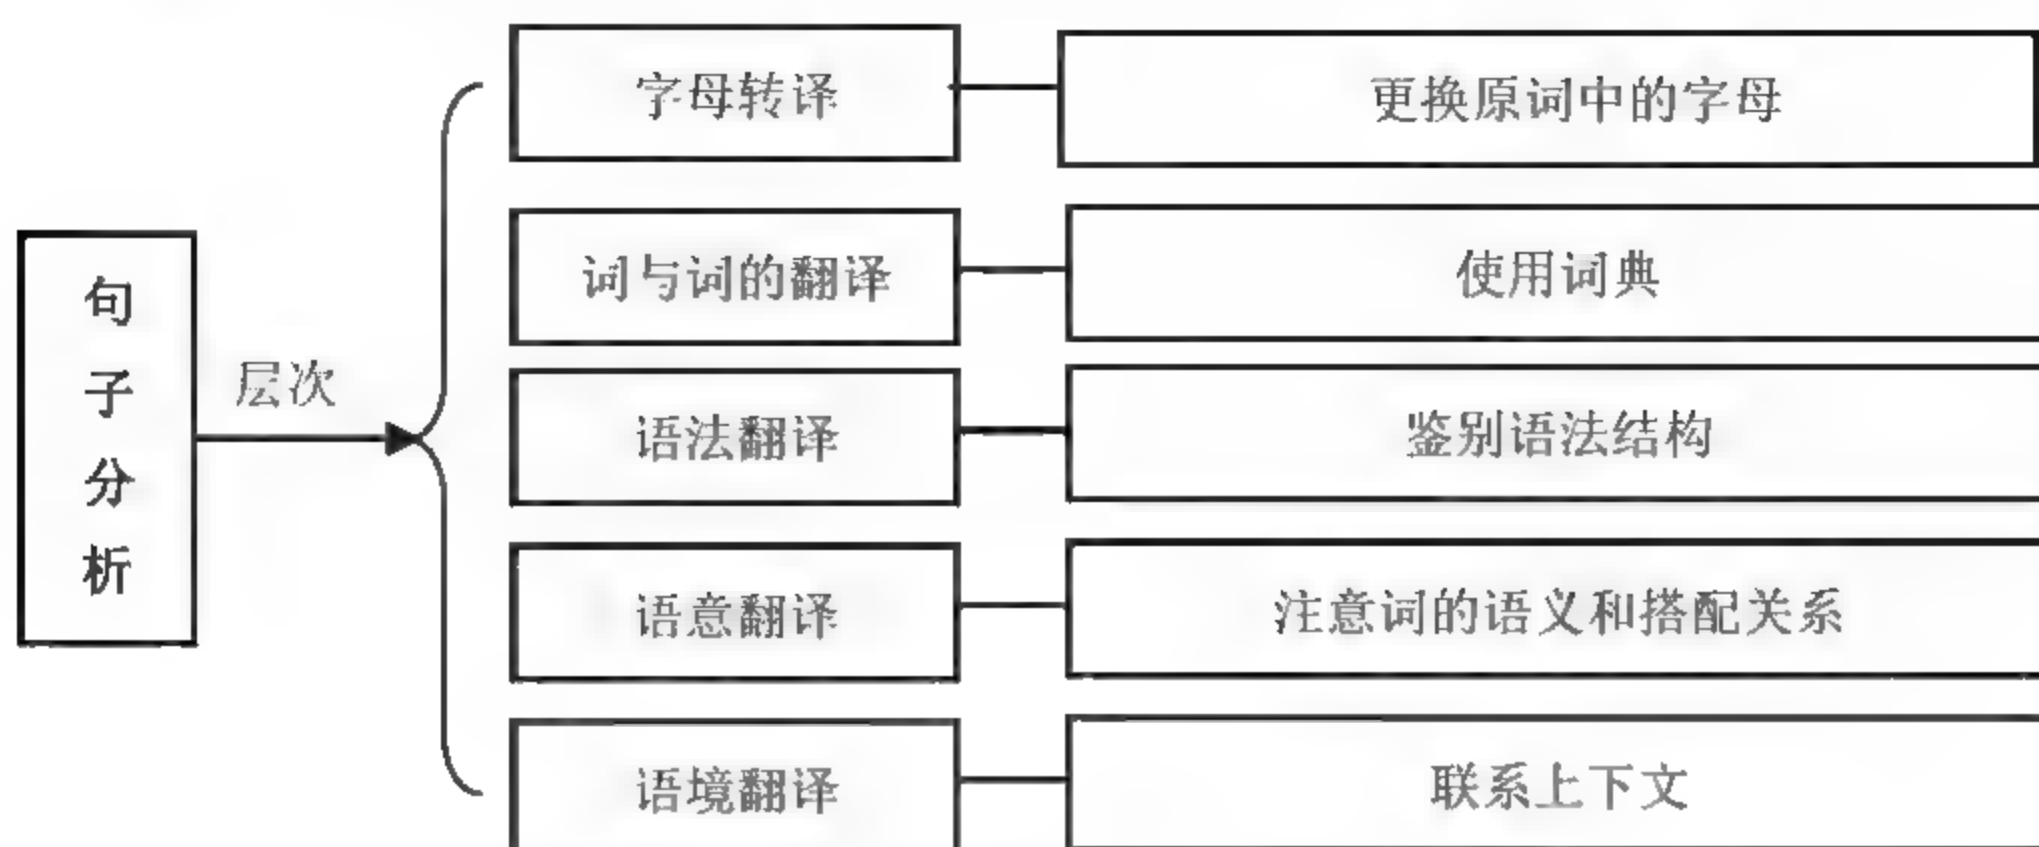 句子分析
层次
字母转译
更换原词中的字母
词与词的翻译
使用词典
语法翻译
鉴别语法结构
语意翻译
注意词的语义和搭配关系
语境翻译
联系上下文